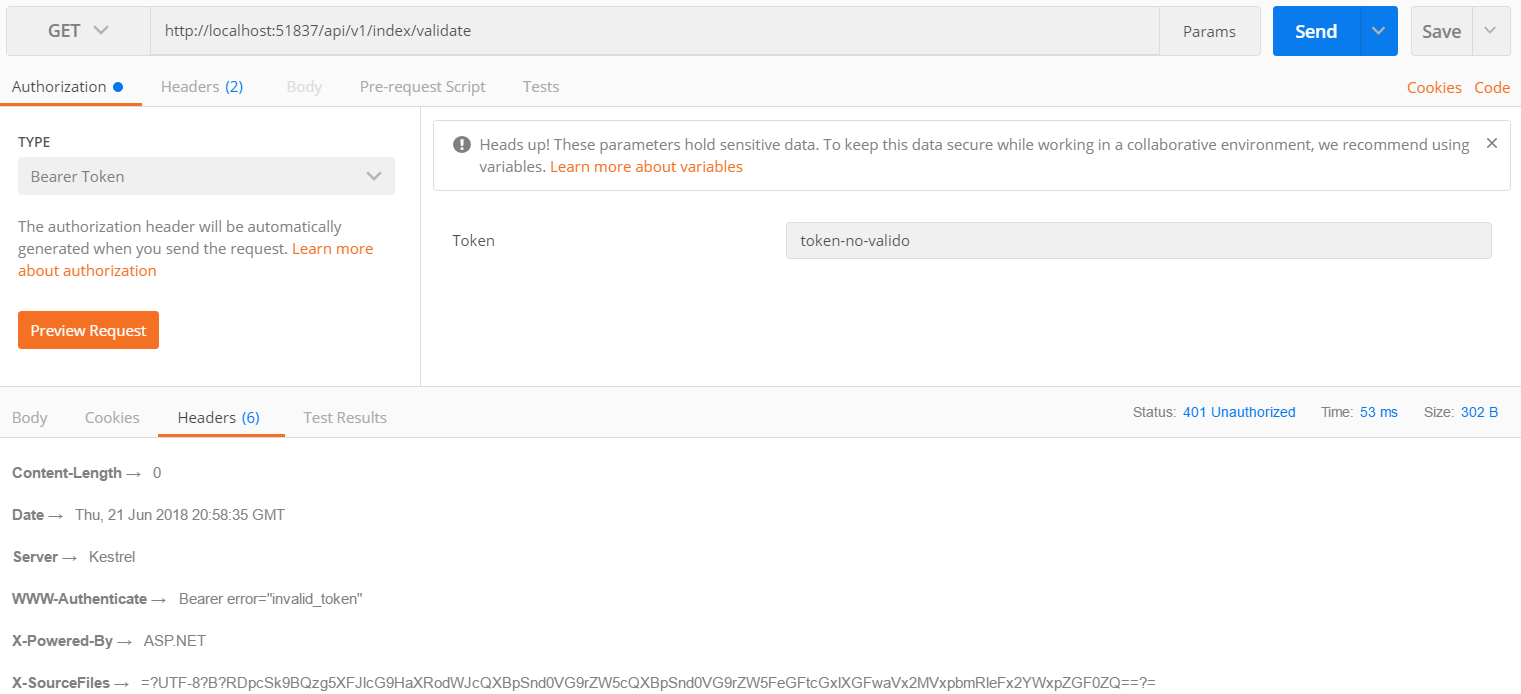 GET
http://localhost:51837/api/v1/index/validate
Params
Send
Save
Authorization
Headers (2)
Body
Pre-request Script
Tests
Cookies
Code
TYPE
Bearer Token
The authorization header will be automatically
generated when you send the request. Learn more
about authorization
Preview Request
Heads up! These parameters hold sensitive data. To keep this data secure while working in a collaborative environment, we recommend using
variables. Learn more about variables
Token
token-no-valido
Body
Cookies
Headers (6)
Test Results
Status: 401 Unauthorized
Time: 53 ms
Size: 302 B
Content-Length → 0
Date → Thu, 21 Jun 2018 20:58:35 GMT
Server → Kestrel
WWW-Authenticate → Bearer error="invalid_token"
X-Powered-By → ASP.NET
X-SourceFiles →